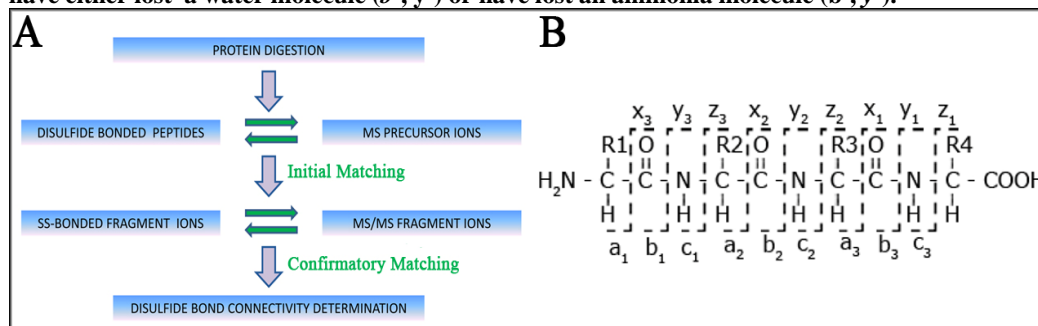 have either lost a water molecule (b , y ) or have lost an ammonia molecule (b , y ).
A
PROTEIN DIGESTION
DISULFIDE BONDED PEPTIDES
MS PRECURSOR IONS
Initial Matching
SS-BONDED FRAGMENT IONS
MS/MS FRAGMENT IONS
Confirmatory Matching
DISULFIDE BOND CONNECTIVITY DETERMINATION
B
x₃ y₃ z₃ x₂ y₂ z₂ x₁ y₁ z₁
R1 O R2 O R3 O R4
H₂N - C - C - N - C - C - N - C - C - N - C - COOH
H H H H H H H
a₁ b₁ c₁ a₂ b₂ c₂ a₃ b₃ c₃